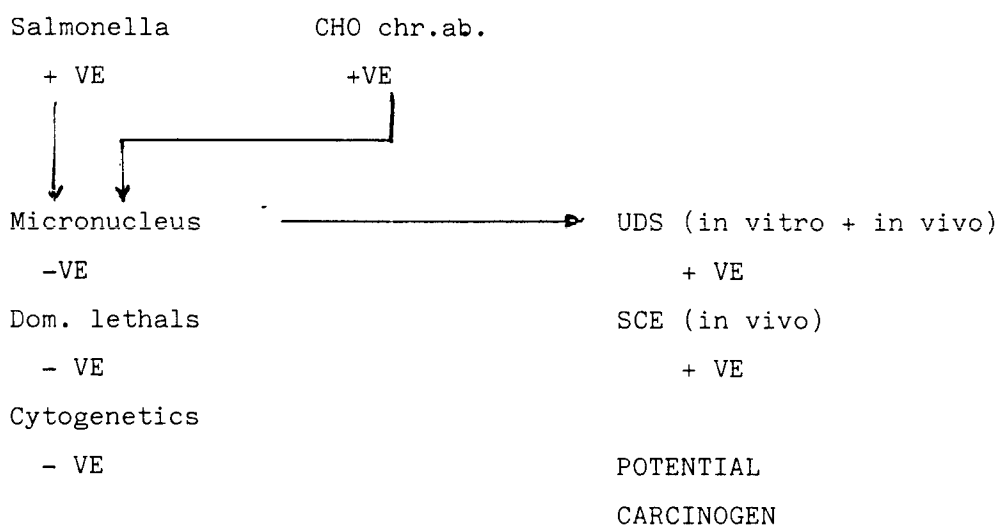 Salmonella CHO chr.ab.
+ VE +VE
Micronucleus UDS (in vitro + in vivo)
-VE + VE
Dom. lethals SCE (in vivo)
- VE + VE
Cytogenetics
- VE POTENTIAL
CARCINOGEN